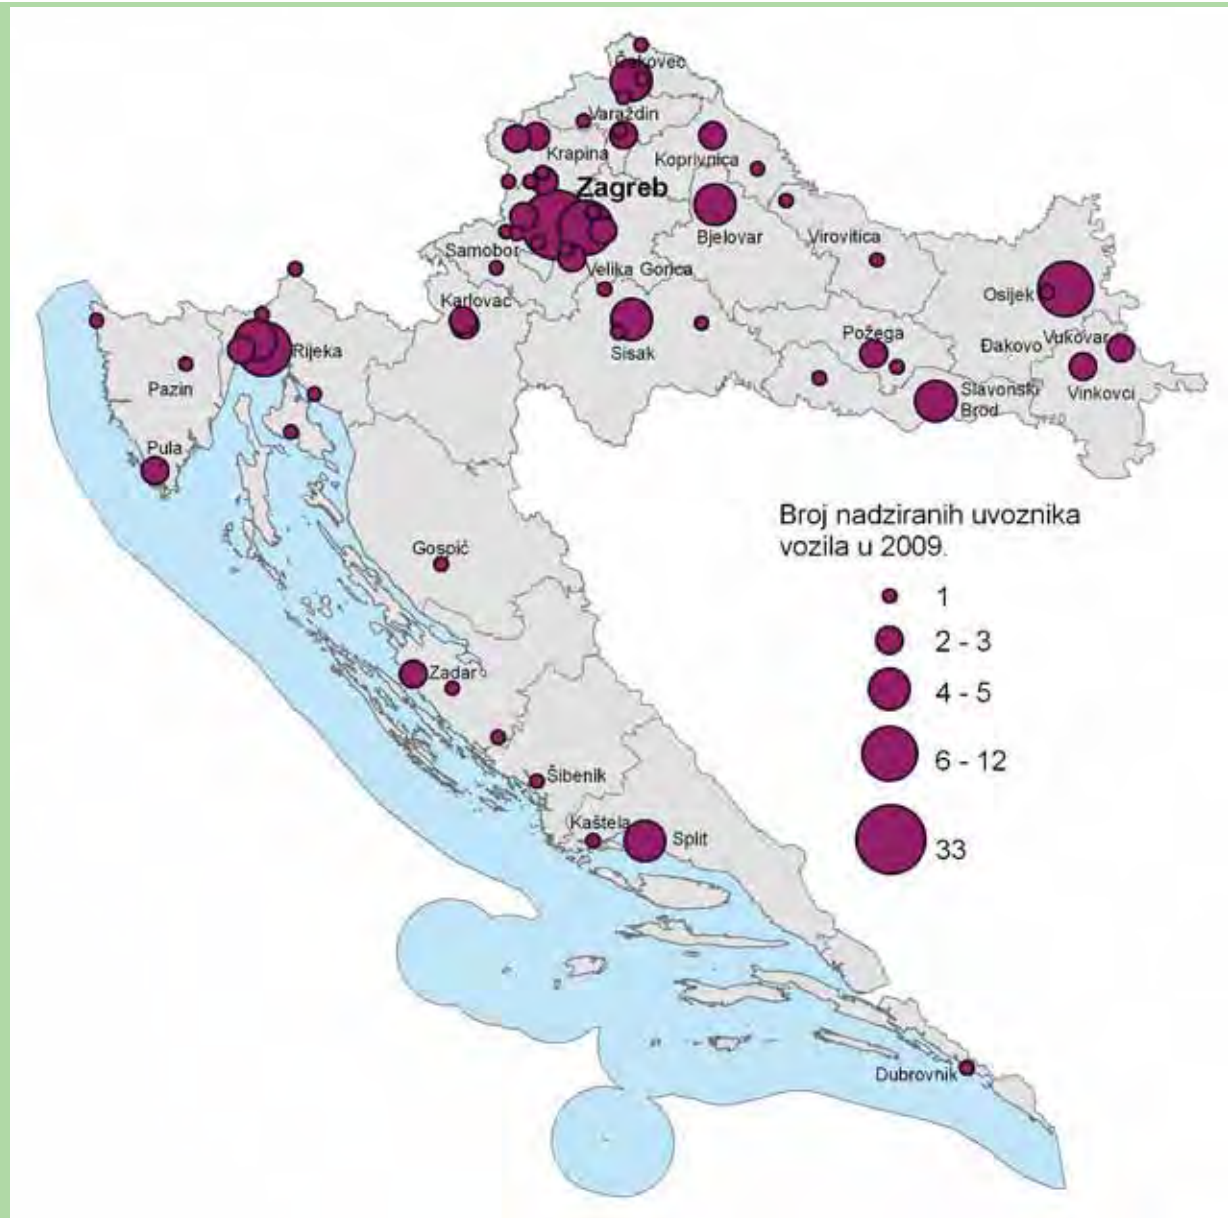 Čakovec
Varaždin
Krapina
Koprivnica
Zagreb
Bjelovar
Virovitica
Samobor
Velika Gorica
Karlovac
Osijek
Rijeka
Sisak
Požega
Đakovo
Vukovar
Pazin
Slavonski
Brod
Vinkovci
Pula
Broj nadziranih uvoznika
vozila u 2009.
Gospić
1
2 - 3
4 - 5
6 - 12
33
Zadar
Šibenik
Kaštela
Split
Dubrovnik